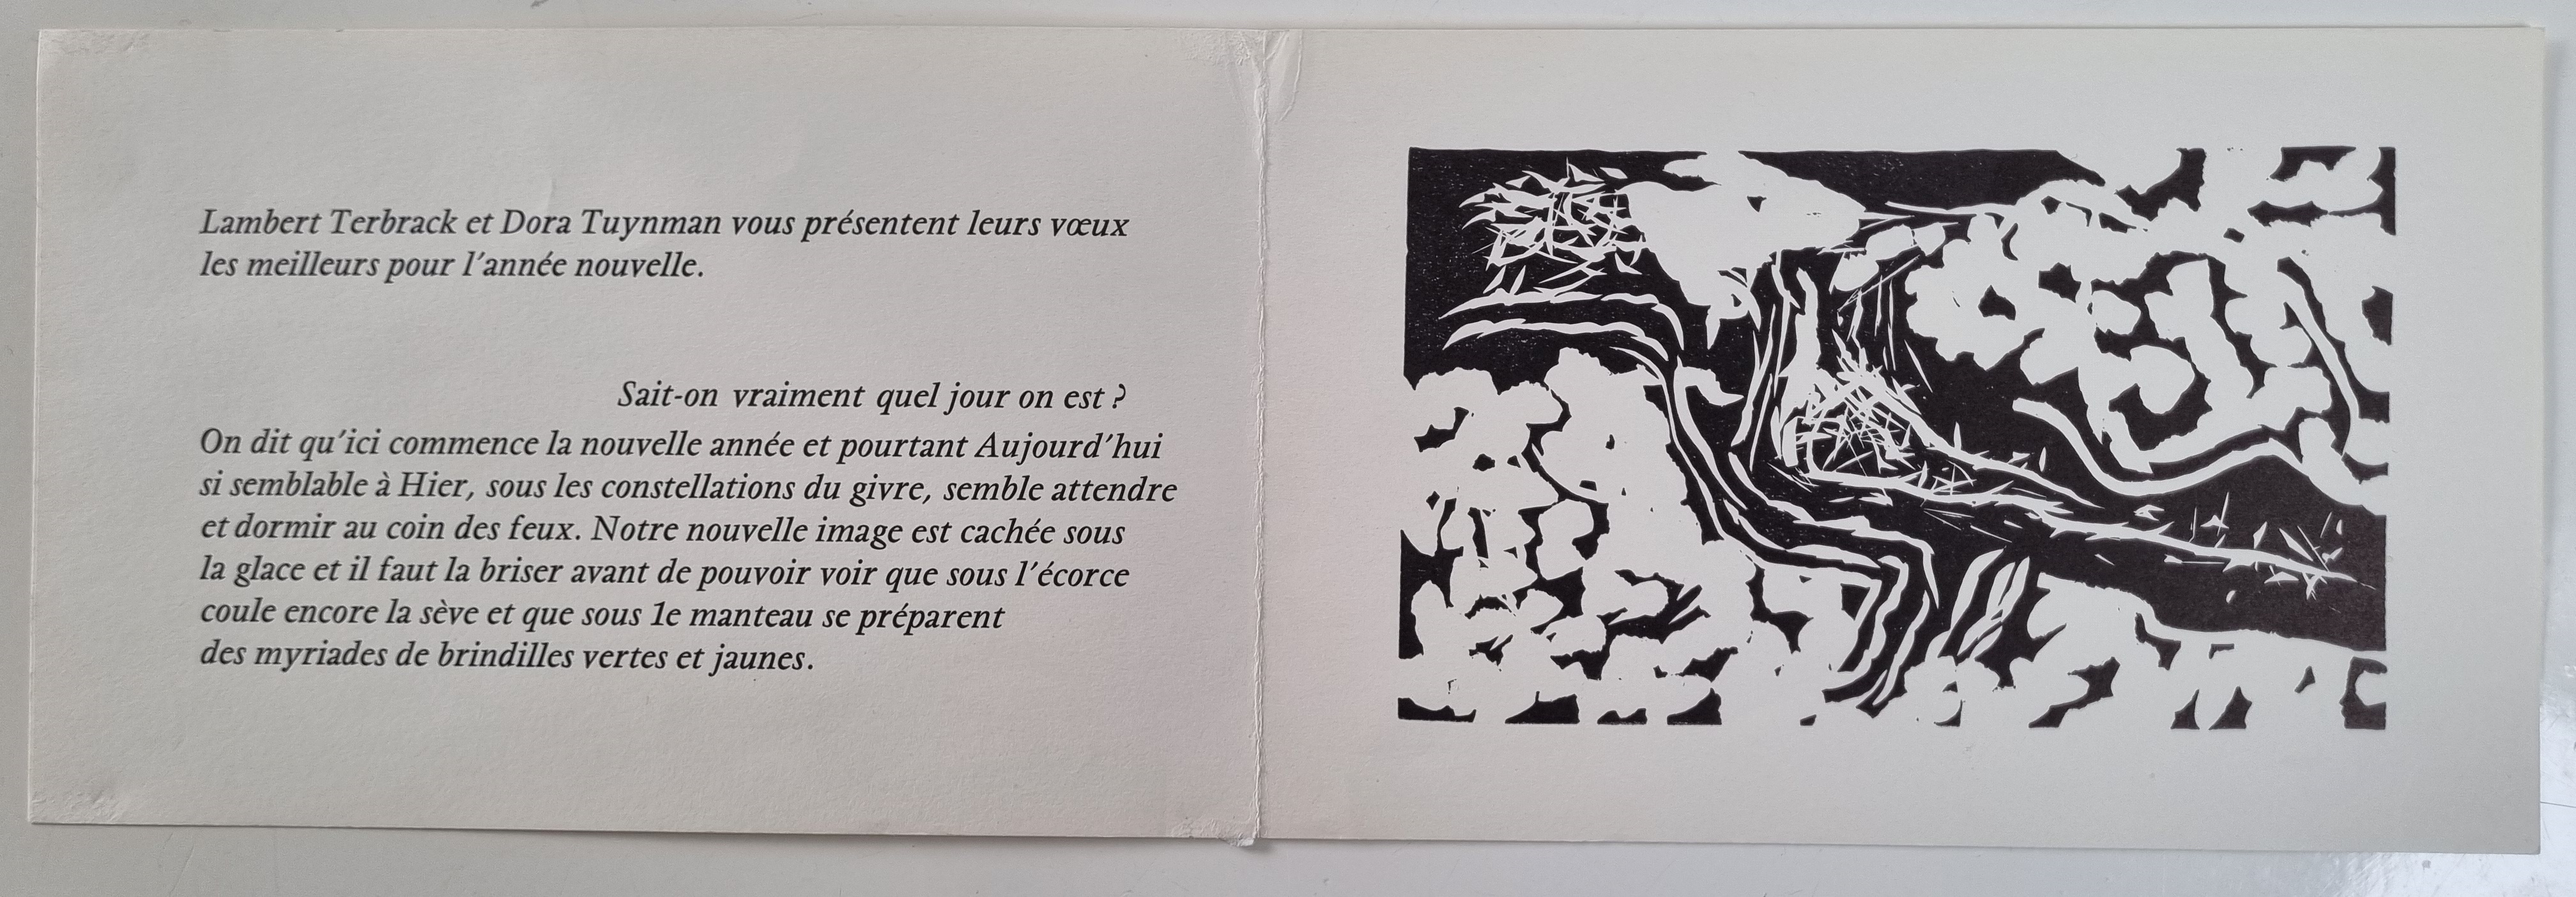 Lambert Terbrack et Dora Tuynman vous présentent leurs vœux
les meilleurs pour l'année nouvelle.
Sait-on vraiment quel jour on est ?
On dit qu'ici commence la nouvelle année et pourtant Aujourd'hui
si semblable à Hier, sous les constellations du givre, semble attendre
et dormir au coin des feux. Notre nouvelle image est cachée sous
la glace et il faut la briser avant de pouvoir voir que sous l'écorce
coule encore la sève et que sous 1e manteau se préparent
des myriades de brindilles vertes et jaunes.